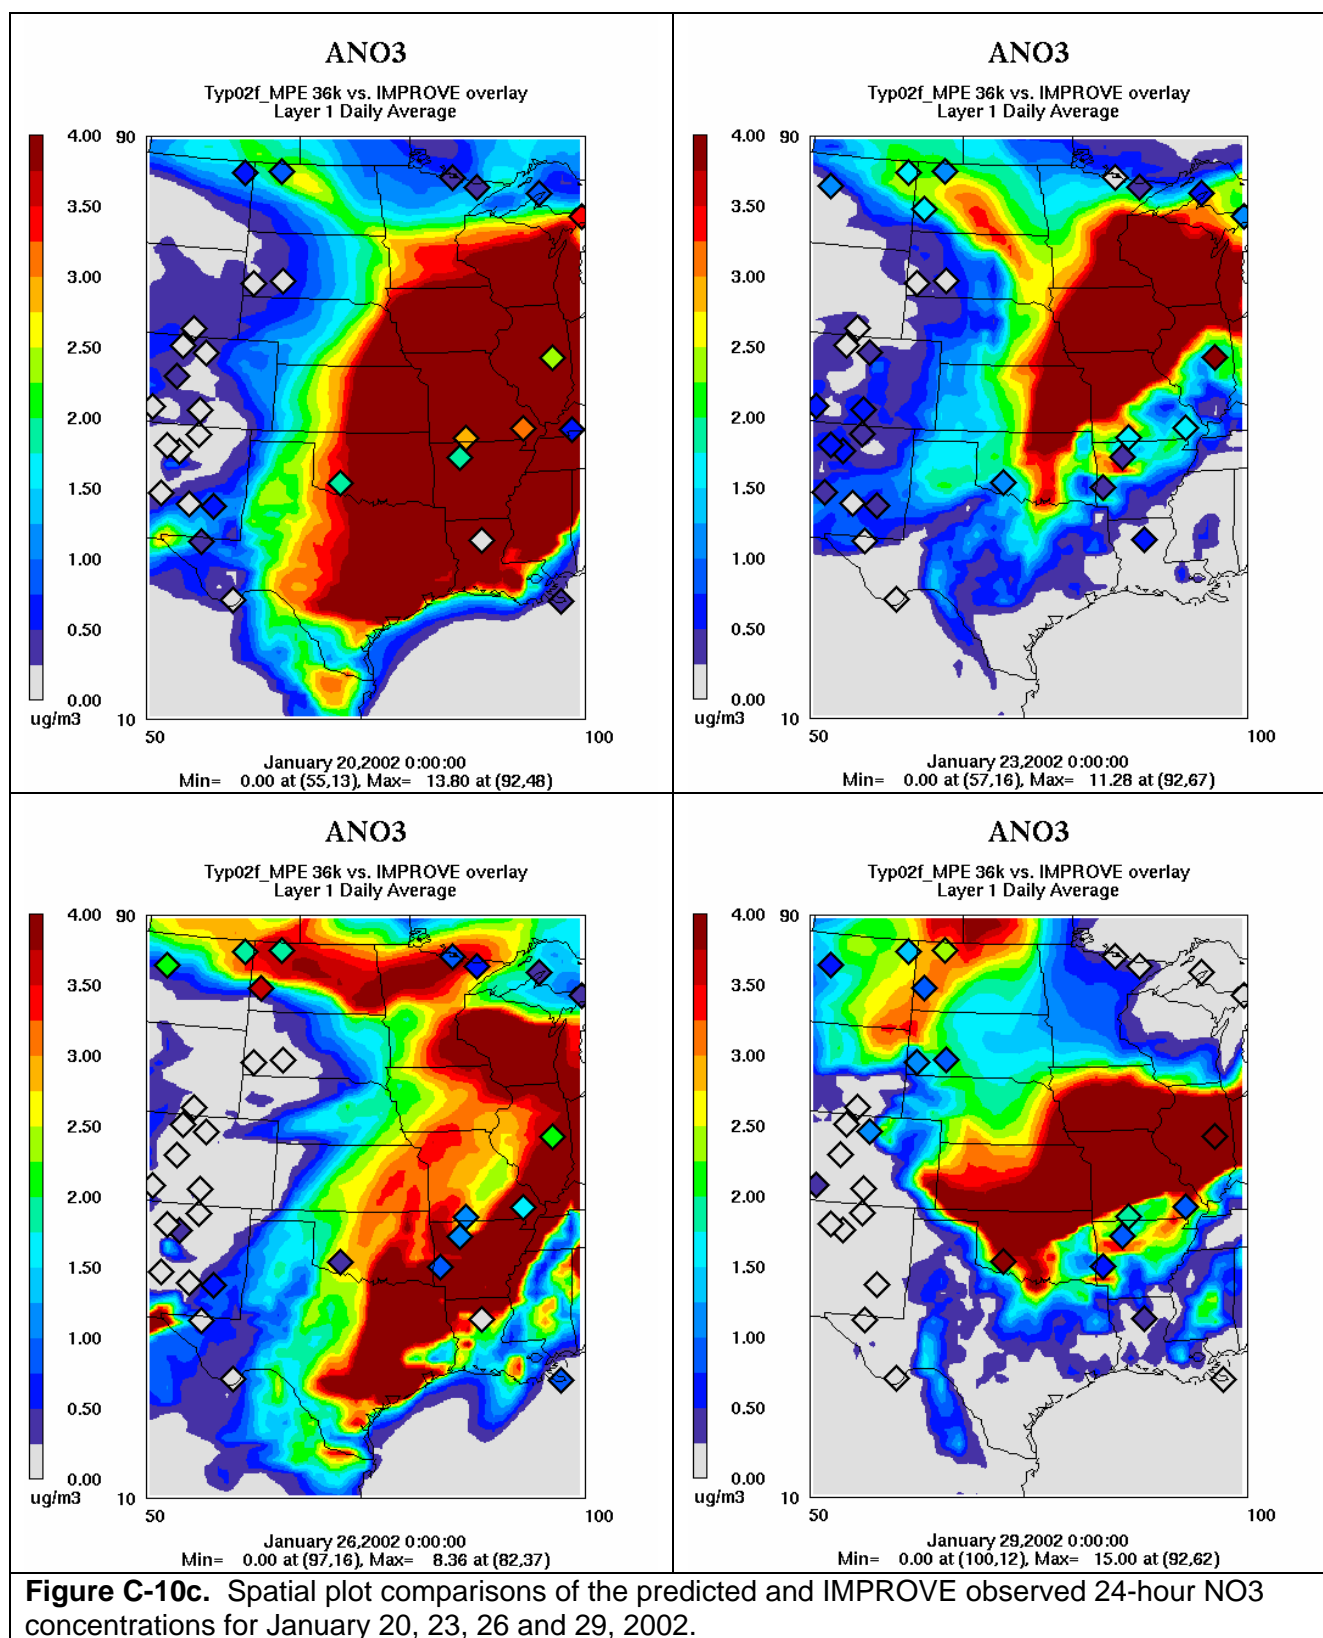 ANO3
Typ02f_MPE 36k vs. IMPROVE overlay
Layer 1 Daily Average
90
4.00
3.50
3.00
2.50
2.00
1.50
1.00
0.50
0.00
ug/m3
10
50
100
January 20,2002 0:00:00
Min= 0.00 at (55,13), Max= 13.80 at (92,48)
ANO3
Typ02f_MPE 36k vs. IMPROVE overlay
Layer 1 Daily Average
90
4.00
3.50
3.00
2.50
2.00
1.50
1.00
0.50
0.00
ug/m3
10
50
100
January 23,2002 0:00:00
Min= 0.00 at (57,16), Max= 11.28 at (92,67)
ANO3
Typ02f_MPE 36k vs. IMPROVE overlay
Layer 1 Daily Average
90
4.00
3.50
3.00
2.50
2.00
1.50
1.00
0.50
0.00
ug/m3
10
50
100
January 26,2002 0:00:00
Min= 0.00 at (97,16), Max= 8.36 at (82,37)
ANO3
Typ02f_MPE 36k vs. IMPROVE overlay
Layer 1 Daily Average
90
4.00
3.50
3.00
2.50
2.00
1.50
1.00
0.50
0.00
ug/m3
10
50
100
January 29,2002 0:00:00
Min= 0.00 at (100,12), Max= 15.00 at (92,62)
Figure C-10c. Spatial plot comparisons of the predicted and IMPROVE observed 24-hour NO3
concentrations for January 20, 23, 26 and 29, 2002.